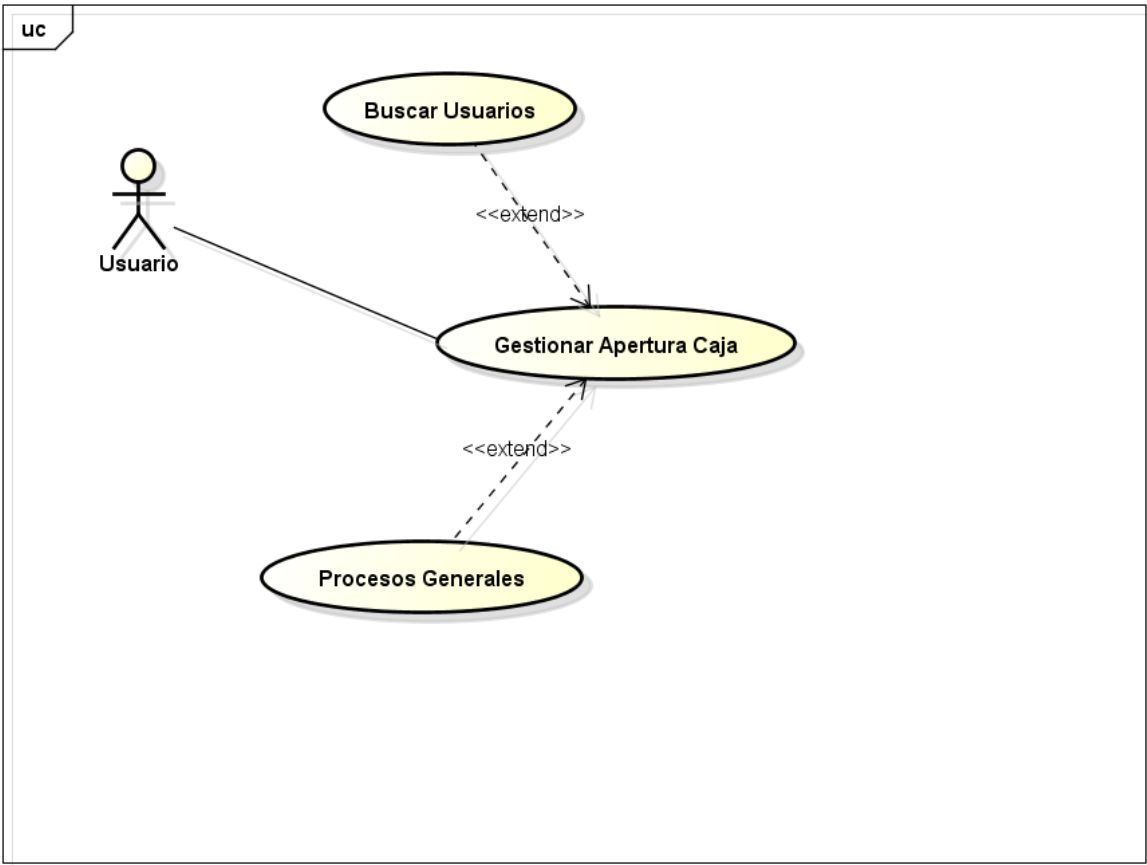 uc
Buscar Usuarios
<<extend>>
Usuario
Gestionar Apertura Caja
<<extend>>
Procesos Generales